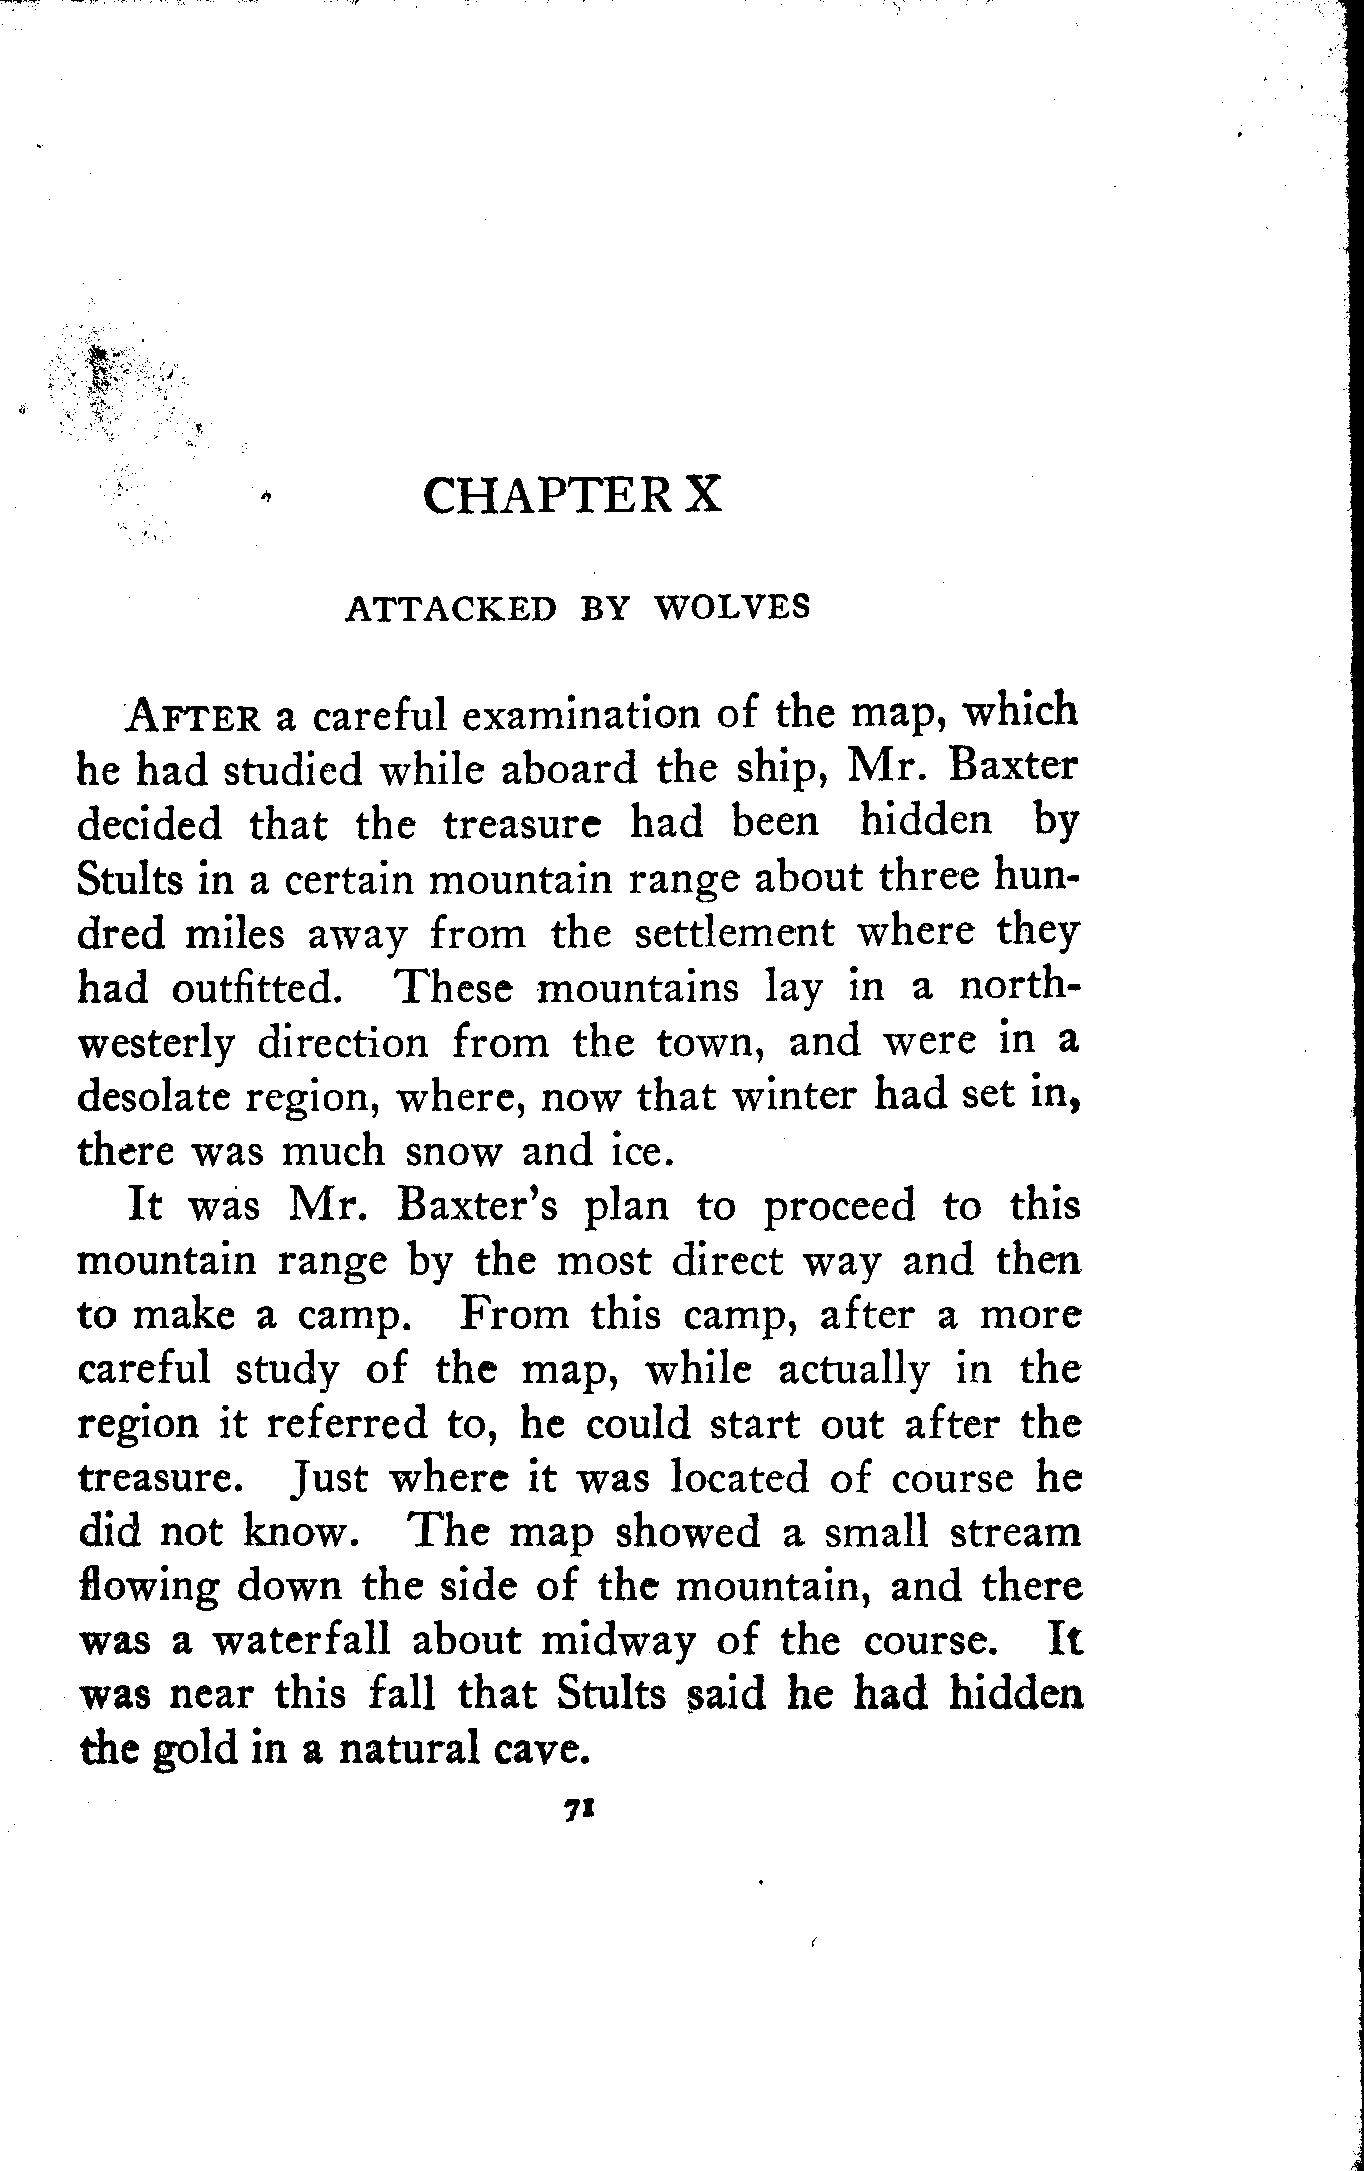 CHAPTER X
ATTACKED BY WOLVES
AFTER a careful examination of the map, which
he had studied while aboard the ship, Mr. Baxter
decided that the treasure had been hidden by
Stults in a certain mountain range about three hun-
dred miles away from the settlement where they
had outfitted. These mountains lay in a north-
westerly direction from the town, and were in a
desolate region, where, now that winter had set in,
there was much snow and ice.
It was Mr. Baxter's plan to proceed to this
mountain range by the most direct way and then
to make a camp. From this camp, after a more
careful study of the map, while actually in the
region it referred to, he could start out after the
treasure. Just where it was located of course he
did not know. The map showed a small stream
flowing down the side of the mountain, and there
was a waterfall about midway of the course. It
was near this fall that Stults said he had hidden
the gold in a natural cave.
71